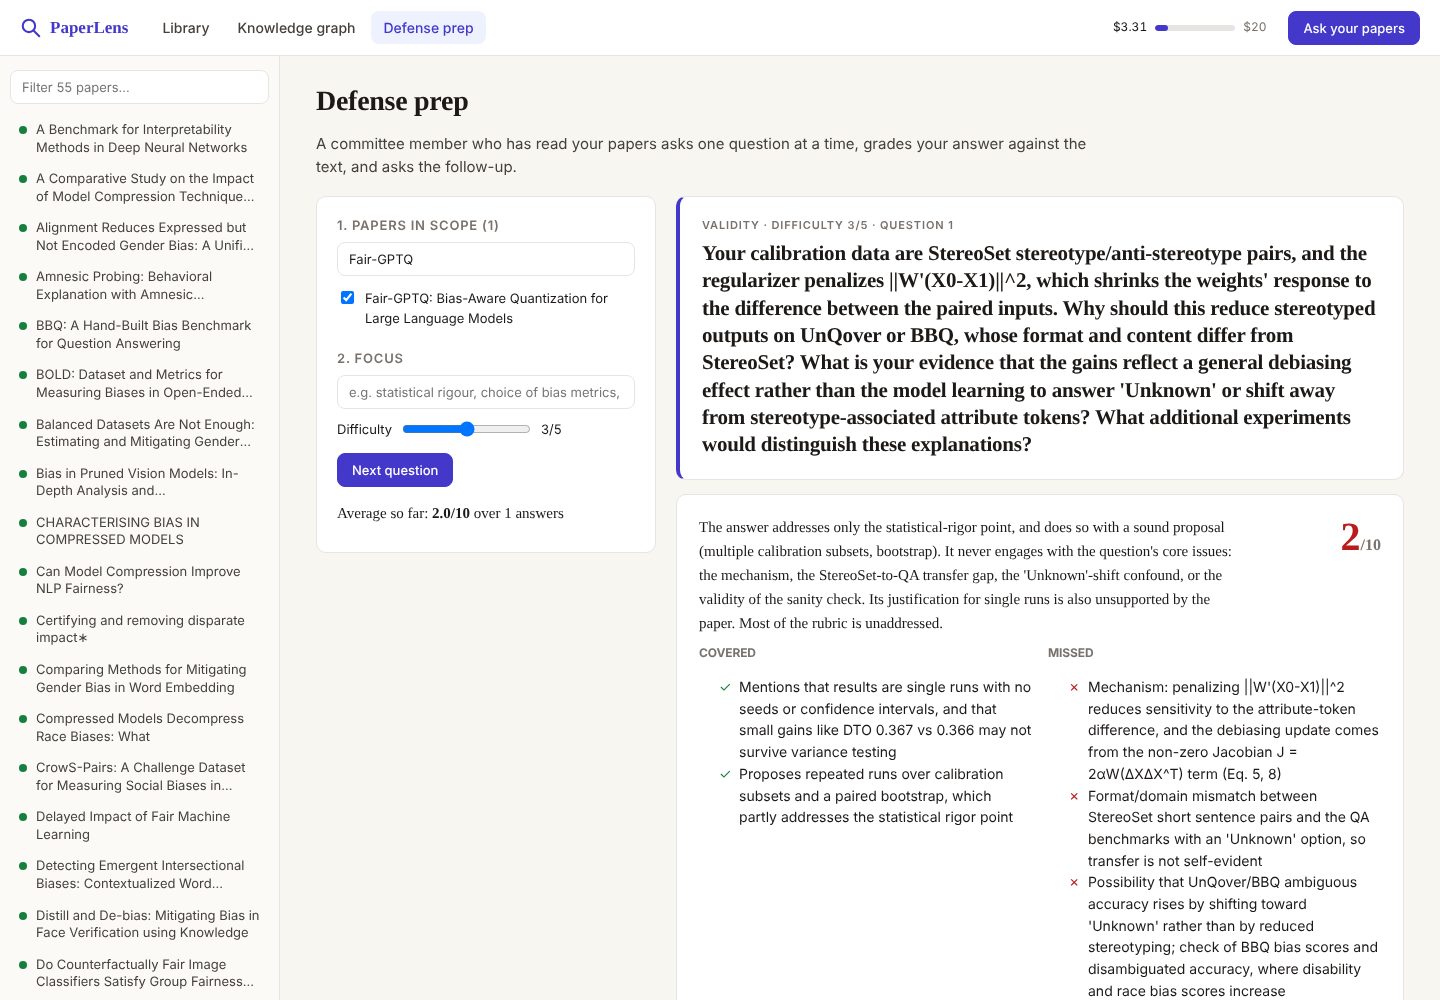 PaperLens
Library
Knowledge graph
Defense prep
$3.31
$20
Ask your papers
Filter 55 papers...
A Benchmark for Interpretability
Methods in Deep Neural Networks
A Comparative Study on the Impact
of Model Compression Technique...
Alignment Reduces Expressed but
Not Encoded Gender Bias: A Unifi...
Amnesic Probing: Behavioral
Explanation with Amnesic...
BBQ: A Hand-Built Bias Benchmark
for Question Answering
BOLD: Dataset and Metrics for
Measuring Biases in Open-Ended...
Balanced Datasets Are Not Enough:
Estimating and Mitigating Gender...
Bias in Pruned Vision Models: In-
Depth Analysis and...
CHARACTERISING BIAS IN
COMPRESSED MODELS
Can Model Compression Improve
NLP Fairness?
Certifying and removing disparate
impact∗
Comparing Methods for Mitigating
Gender Bias in Word Embedding
Compressed Models Decompress
Race Biases: What
CrowS-Pairs: A Challenge Dataset
for Measuring Social Biases in...
Delayed Impact of Fair Machine
Learning
Detecting Emergent Intersectional
Biases: Contextualized Word...
Distill and De-bias: Mitigating Bias in
Face Verification using Knowledge
Do Counterfactually Fair Image
Classifiers Satisfy Group Fairness...
Defense prep
A committee member who has read your papers asks one question at a time, grades your answer against the
text, and asks the follow-up.
1. PAPERS IN SCOPE (1)
Fair-GPTQ
Fair-GPTQ: Bias-Aware Quantization for
Large Language Models
2. FOCUS
e.g. statistical rigour, choice of bias metrics,
Difficulty
3/5
Next question
Average so far: 2.0/10 over 1 answers
VALIDITY · DIFFICULTY 3/5 · QUESTION 1
Your calibration data are StereoSet stereotype/anti-stereotype pairs, and the
regularizer penalizes ||W'(X0-X1)||^2, which shrinks the weights' response to
the difference between the paired inputs. Why should this reduce stereotyped
outputs on UnQover or BBQ, whose format and content differ from
StereoSet? What is your evidence that the gains reflect a general debiasing
effect rather than the model learning to answer 'Unknown' or shift away
from stereotype-associated attribute tokens? What additional experiments
would distinguish these explanations?
The answer addresses only the statistical-rigor point, and does so with a sound proposal
(multiple calibration subsets, bootstrap). It never engages with the question's core issues:
the mechanism, the StereoSet-to-QA transfer gap, the 'Unknown'-shift confound, or the
validity of the sanity check. Its justification for single runs is also unsupported by the
paper. Most of the rubric is unaddressed.
2/10
COVERED
✓ Mentions that results are single runs with no
seeds or confidence intervals, and that
small gains like DTO 0.367 vs 0.366 may not
survive variance testing
✓ Proposes repeated runs over calibration
subsets and a paired bootstrap, which
partly addresses the statistical rigor point
MISSED
× Mechanism: penalizing ||W'(X0-X1)||^2
reduces sensitivity to the attribute-token
difference, and the debiasing update comes
from the non-zero Jacobian J =
2αW(ΔXΔX^T) term (Eq. 5, 8)
× Format/domain mismatch between
StereoSet short sentence pairs and the QA
benchmarks with an 'Unknown' option, so
transfer is not self-evident
× Possibility that UnQover/BBQ ambiguous
accuracy rises by shifting toward
'Unknown' rather than by reduced
stereotyping; check of BBQ bias scores and
disambiguated accuracy, where disability
and race bias scores increase